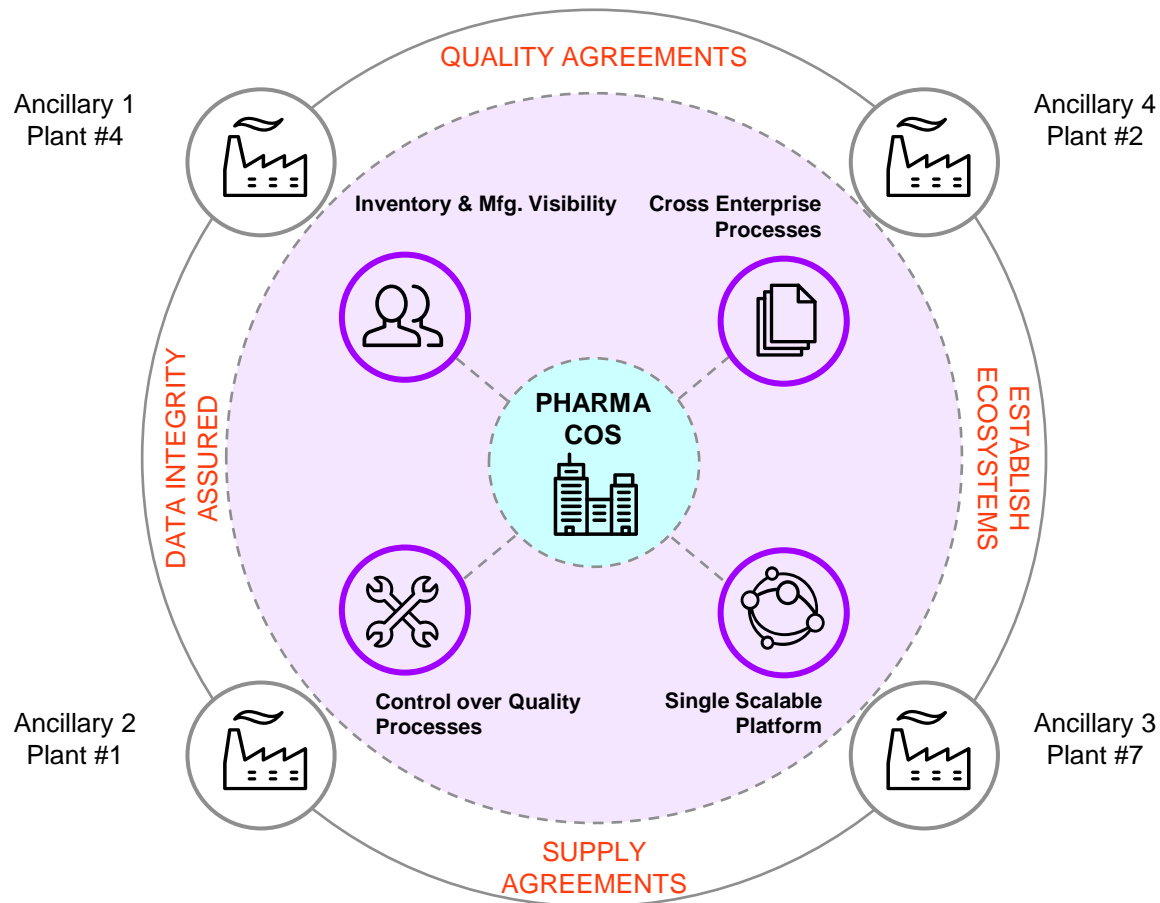 QUALITY AGREEMENTS
Ancillary 1
Plant #4
Ancillary 4
Plant #2
Inventory & Mfg. Visibility
Cross Enterprise
Processes
PHARMA
COS
DATA INTEGRITY
ASSURED
ESTABLISH
ECOSYSTEMS
Control over Quality
Processes
Single Scalable
Platform
Ancillary 2
Plant #1
Ancillary 3
Plant #7
SUPPLY
AGREEMENTS